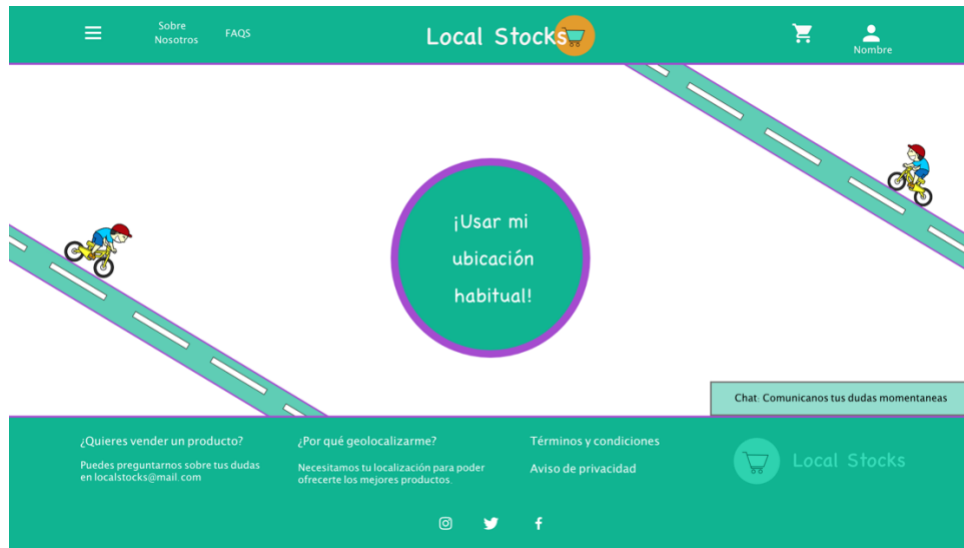 Sobre
Nosotros
FAQS
Local Stocks
Nombre
¡Usar mi
ubicación
habitual!
Chat: Comunicanos tus dudas momentaneas
¿Quieres vender un producto?
Puedes preguntarnos sobre tus dudas
en localstocks@mail.com
¿Por qué geolocalizarme?
Necesitamos tu localización para poder
ofrecerte los mejores productos.
Términos y condiciones
Aviso de privacidad
Local Stocks